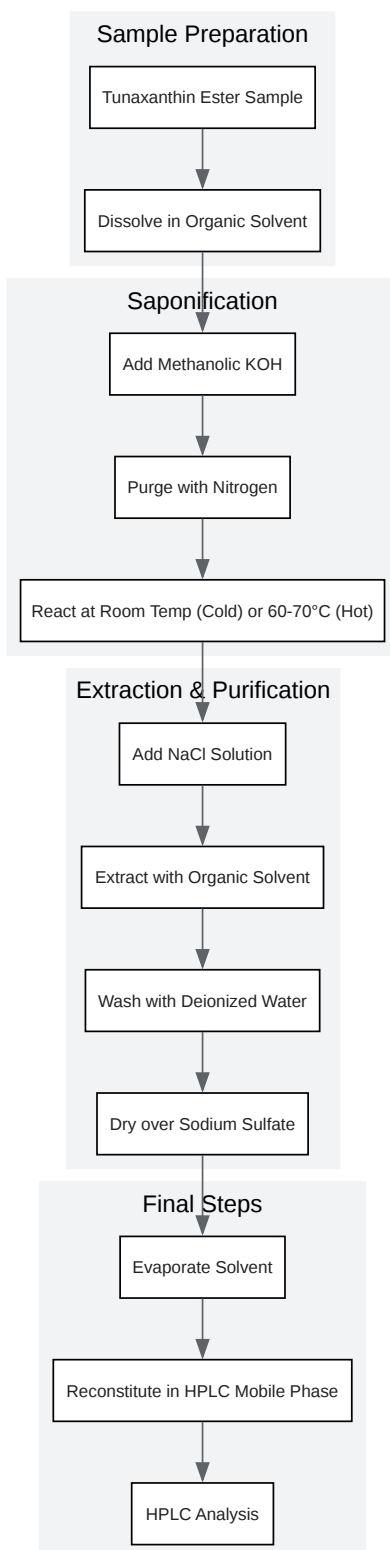 Sample Preparation
Tunaxanthin Ester Sample
Dissolve in Organic Solvent
Saponification
Add Methanolic KOH
Purge with Nitrogen
React at Room Temp (Cold) or 60-70°C (Hot)
Extraction & Purification
Add NaCl Solution
Extract with Organic Solvent
Wash with Deionized Water
Dry over Sodium Sulfate
Final Steps
Evaporate Solvent
Reconstitute in HPLC Mobile Phase
HPLC Analysis